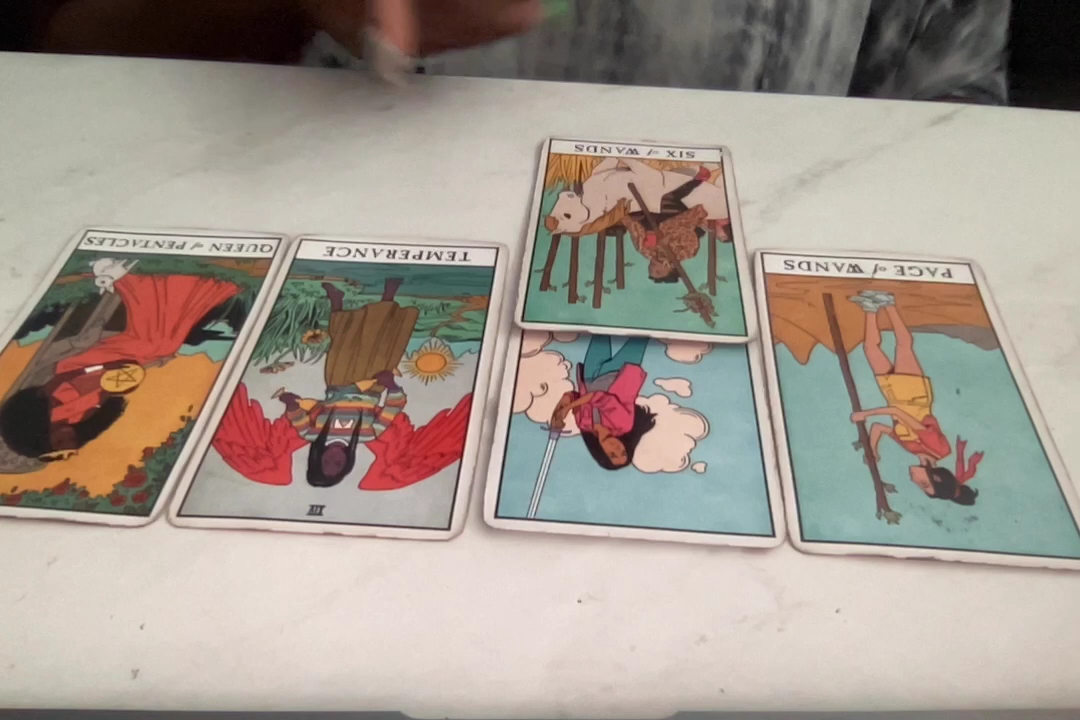 QUEEN of PENTACLES
TEMPERANCE
SIX of WANDS
PAGE of WANDS